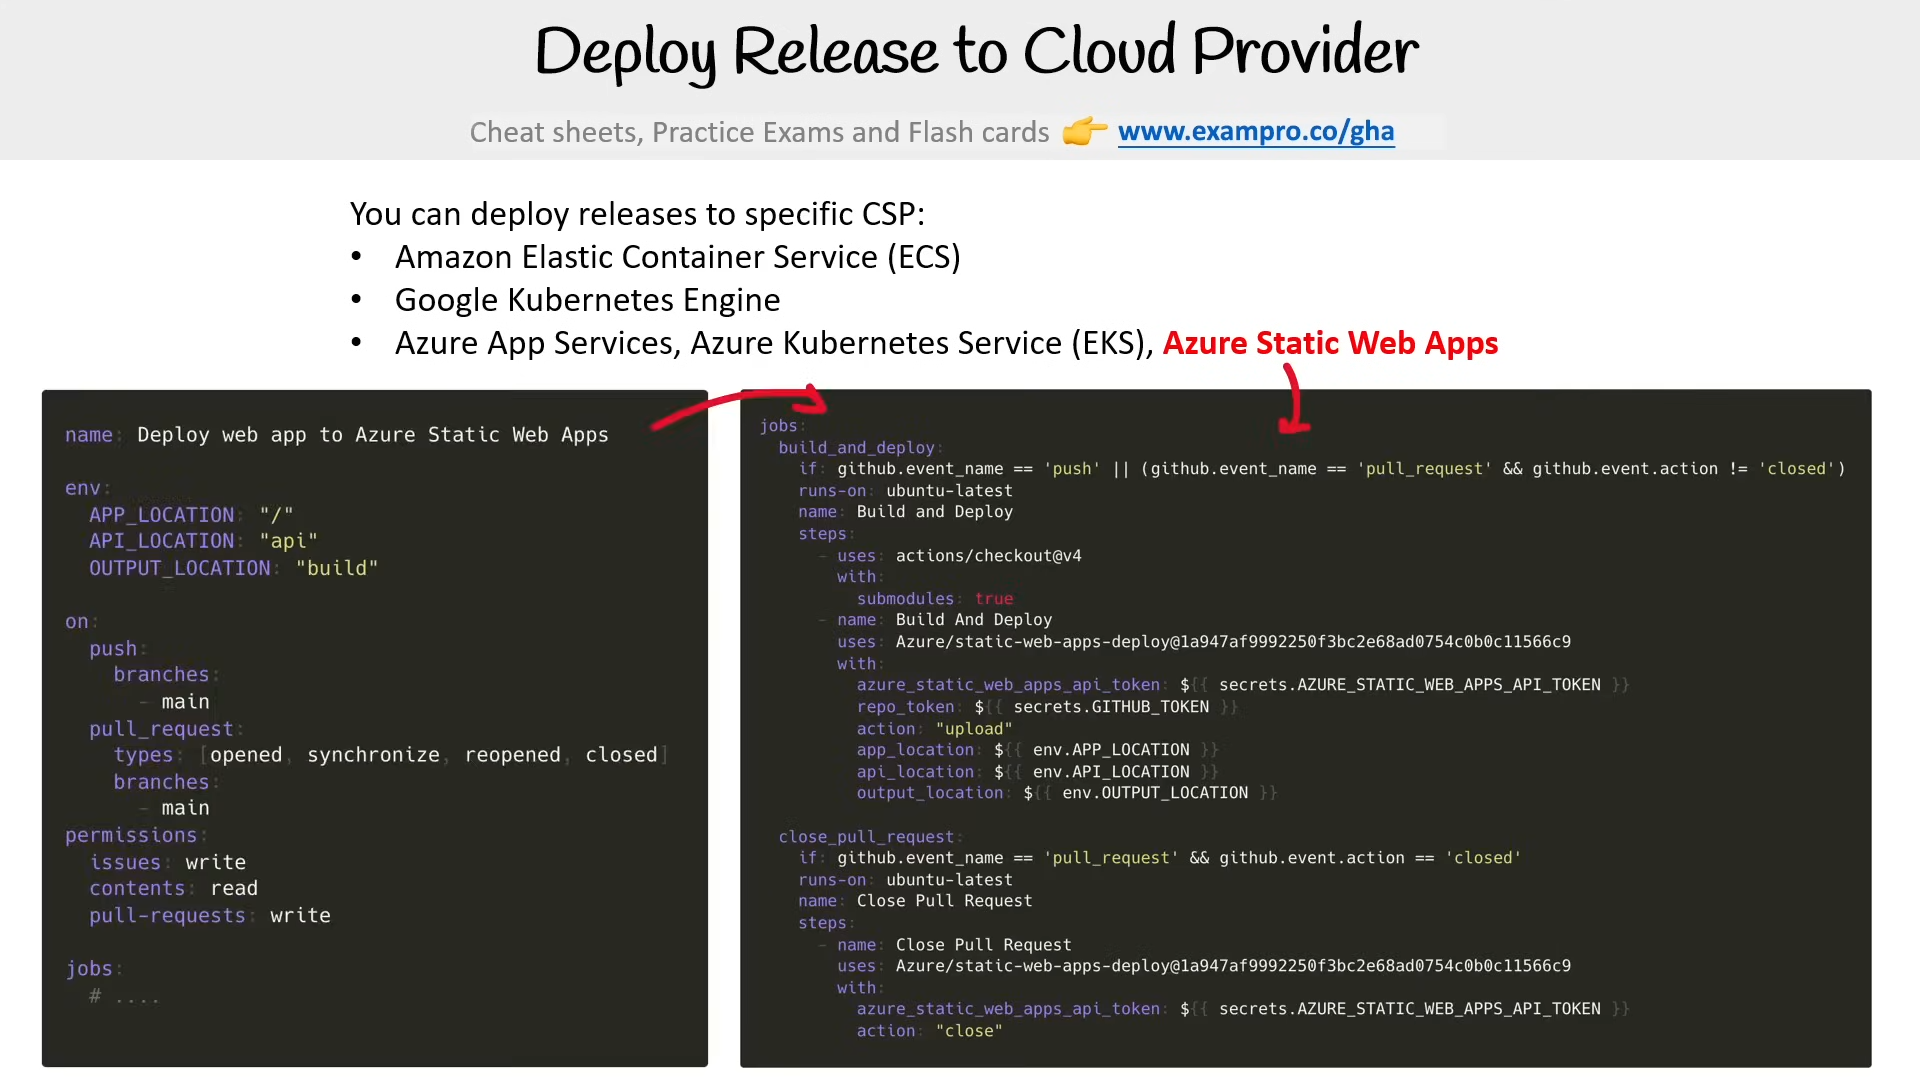 Deploy Release to Cloud Provider
Cheat sheets, Practice Exams and Flash cards 👉 www.exampro.co/gha
You can deploy releases to specific CSP:
• Amazon Elastic Container Service (ECS)
• Google Kubernetes Engine
• Azure App Services, Azure Kubernetes Service (EKS), Azure Static Web Apps
name: Deploy web app to Azure Static Web Apps
env:
  APP_LOCATION: "/"
  API_LOCATION: "api"
  OUTPUT_LOCATION: "build"
on:
  push:
    branches:
      - main
  pull_request:
    types: [opened, synchronize, reopened, closed]
    branches:
      - main
permissions:
  issues: write
  contents: read
  pull-requests: write
jobs:
  # ....
jobs:
  build_and_deploy:
    if: github.event_name == 'push' || (github.event_name == 'pull_request' && github.event.action != 'closed')
    runs-on: ubuntu-latest
    name: Build and Deploy
    steps:
      - uses: actions/checkout@v4
        with:
          submodules: true
      - name: Build And Deploy
        uses: Azure/static-web-apps-deploy@1a947af9992250f3bc2e68ad0754c0b0c11566c9
        with:
          azure_static_web_apps_api_token: ${{ secrets.AZURE_STATIC_WEB_APPS_API_TOKEN }}
          repo_token: ${{ secrets.GITHUB_TOKEN }}
          action: "upload"
          app_location: ${{ env.APP_LOCATION }}
          api_location: ${{ env.API_LOCATION }}
          output_location: ${{ env.OUTPUT_LOCATION }}
  close_pull_request:
    if: github.event_name == 'pull_request' && github.event.action == 'closed'
    runs-on: ubuntu-latest
    name: Close Pull Request
    steps:
      - name: Close Pull Request
        uses: Azure/static-web-apps-deploy@1a947af9992250f3bc2e68ad0754c0b0c11566c9
        with:
          azure_static_web_apps_api_token: ${{ secrets.AZURE_STATIC_WEB_APPS_API_TOKEN }}
          action: "close"